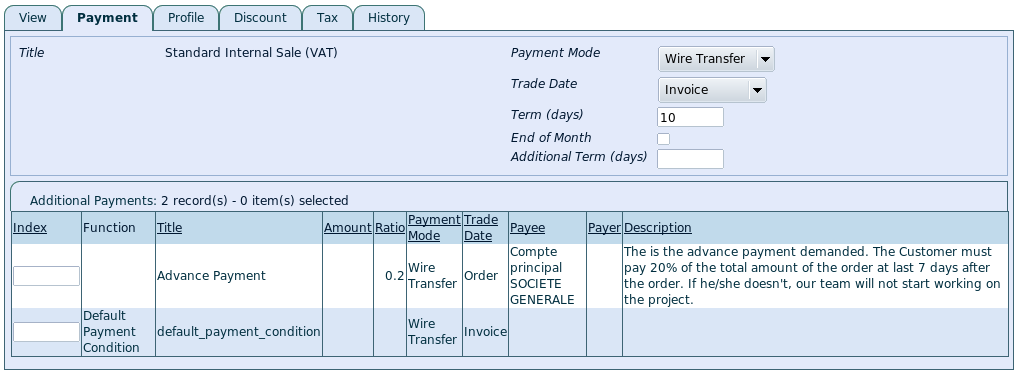 View Payment Profile Discount Tax History
Title Standard Internal Sale (VAT) Payment Mode Wire Transfer
Trade Date Invoice
Term (days) 10
End of Month
Additional Term (days)
Additional Payments: 2 record(s) - 0 item(s) selected
Index Function Title Amount Ratio Payment Mode Trade Date Payee Payer Description
Advance Payment 0.2 Wire Transfer Order Compte principal SOCIETE GENERALE The is the advance payment demanded. The Customer must
pay 20% of the total amount of the order at last 7 days after
the order. If he/she doesn't, our team will not start working on
the project.
Default Payment Condition default_payment_condition Wire Transfer Invoice